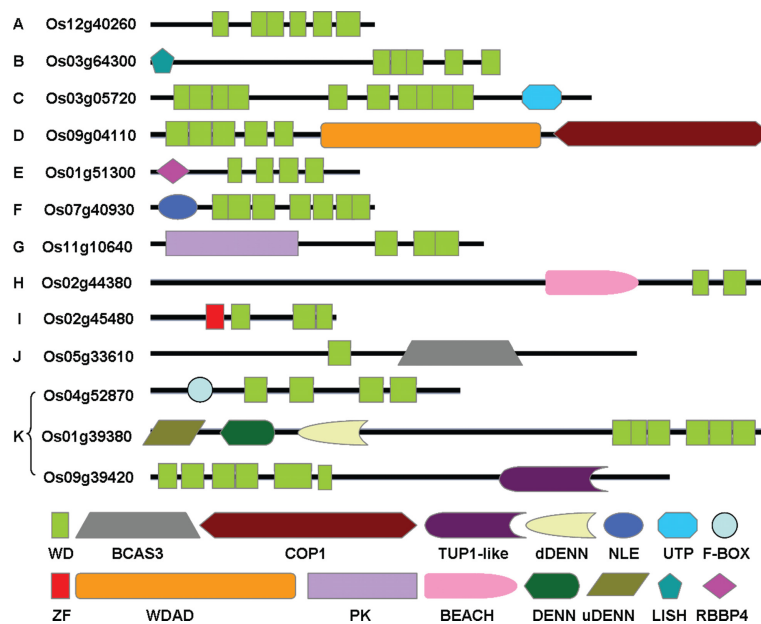 A Os12g40260
B Os03g64300
C Os03g05720
D Os09g04110
E Os01g51300
F Os07g40930
G Os11g10640
H Os02g44380
I Os02g45480
J Os05g33610
Os04g52870
K Os01g39380
Os09g39420
WD BCAS3 COP1 TUP1-like dDENN NLE UTP F-BOX
ZF WDAD PK BEACH DENN uDENN LISH RBBP4